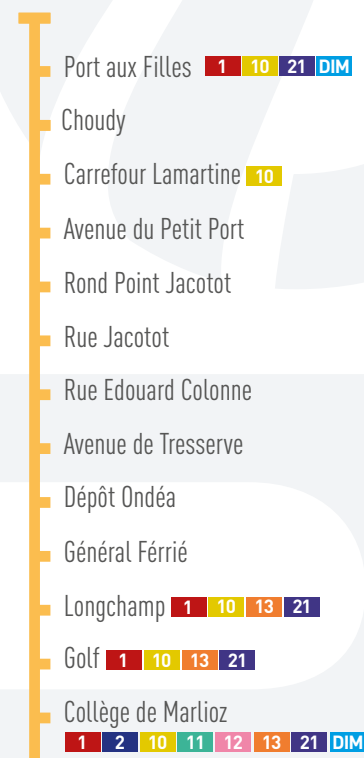 Port aux Filles 1 10 21 DIM
Choudy
Carrefour Lamartine 10
Avenue du Petit Port
Rond Point Jacotot
Rue Jacotot
Rue Edouard Colonne
Avenue de Tresserve
Dépôt Ondéa
Général Férrié
Longchamp 1 10 13 21
Golf 1 10 13 21
Collège de Marlioz
1 2 10 11 12 13 21 DIM